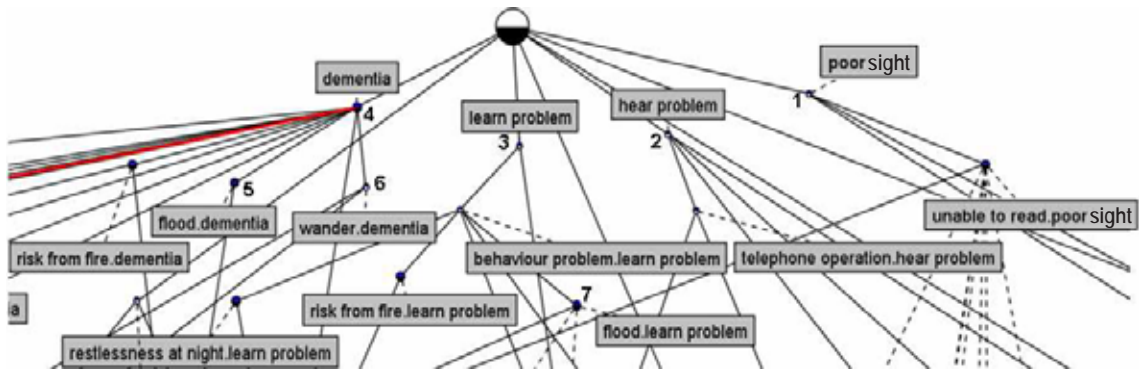 poor sight
dementia
hear problem
learn problem
1
4
2
3
6
5
flood.dementia
wander.dementia
unable to read.poor sight
risk from fire.dementia
behaviour problem.learn problem
telephone operation.hear problem
7
ia
risk from fire.learn problem
flood.learn problem
restlessness at night.learn problem